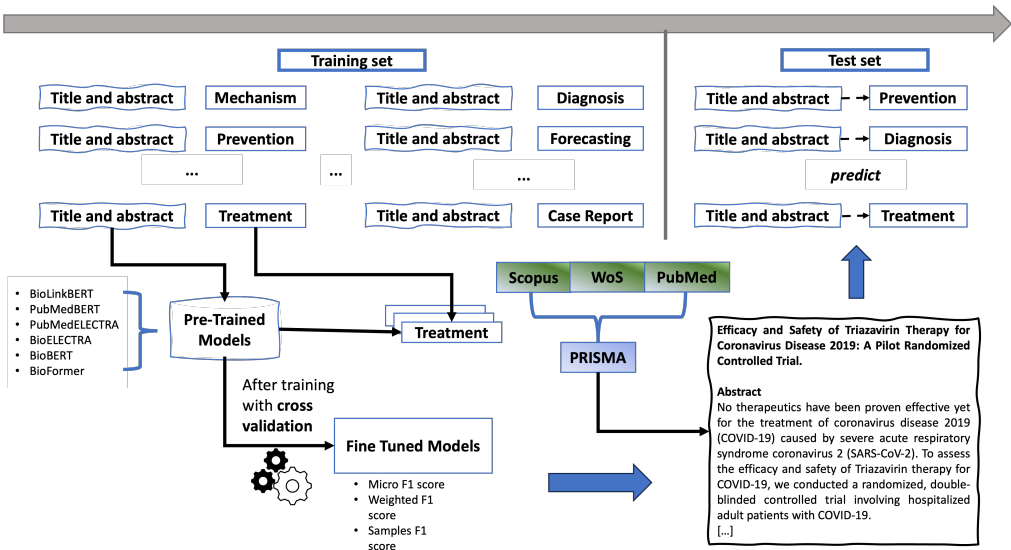 Training set
Test set
Title and abstract
Mechanism
Title and abstract
Diagnosis
Title and abstract
Prevention
Title and abstract
Prevention
Title and abstract
Forecasting
Title and abstract
Diagnosis
...
...
...
predict
Title and abstract
Treatment
Title and abstract
Case Report
Title and abstract
Treatment
Scopus
WoS
PubMed
• BioLinkBERT
• PubMedBERT
• PubMedELECTRA
• BioELECTRA
• BioBERT
• BioFormer
Pre-Trained
Models
Treatment
PRISMA
After training
with cross
validation
Fine Tuned Models
• Micro F1 score
• Weighted F1
score
• Samples F1
score
Efficacy and Safety of Triazavirin Therapy for
Coronavirus Disease 2019: A Pilot Randomized
Controlled Trial.
Abstract
No therapeutics have been proven effective yet
for the treatment of coronavirus disease 2019
(COVID-19) caused by severe acute respiratory
syndrome coronavirus 2 (SARS-CoV-2). To assess
the efficacy and safety of Triazavirin therapy for
COVID-19, we conducted a randomized, double-
blinded controlled trial involving hospitalized
adult patients with COVID-19.
[...]